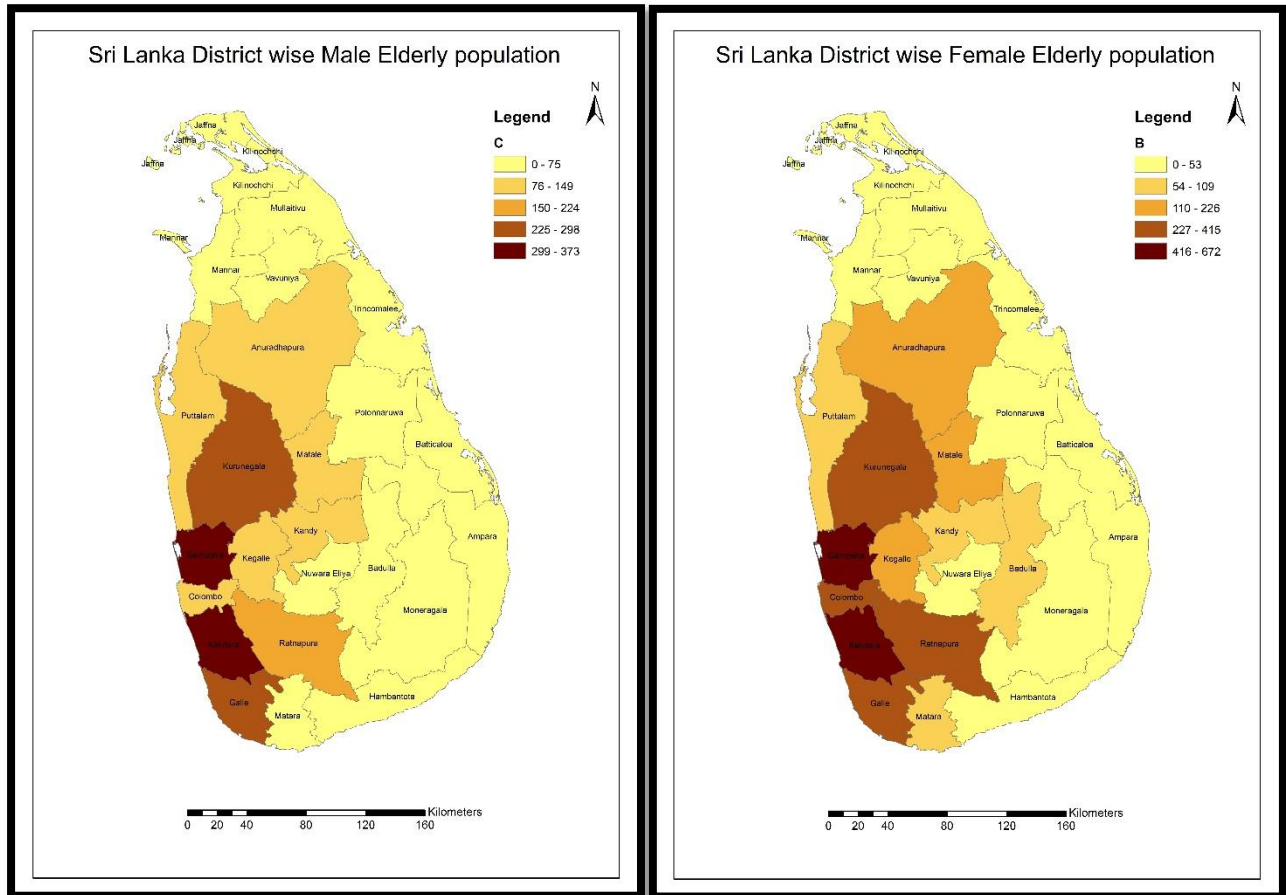 Sri Lanka District wise Male Elderly population
N
Legend
C
0 - 75
76 - 149
150 - 224
225 - 298
299 - 373
Jaffna
Jaffna
Jaffna
Kilinochchi
Kilinochchi
Mullaitivu
Mannar
Mannar
Vavuniya
Trincomalee
Anuradhapura
Puttalam
Polonnaruwa
Batticaloa
Kurunegala
Matale
Kandy
Ampara
Gampaha
Kegalle
Nuwara Eliya
Badulla
Colombo
Moneragala
Kalutara
Ratnapura
Hambantota
Galle
Matara
Kilometers
0 20 40 80 120 160
Sri Lanka District wise Female Elderly population
N
Legend
B
0 - 53
54 - 109
110 - 226
227 - 415
416 - 672
Jaffna
Jaffna
Jaffna
Kilinochchi
Kilinochchi
Mullaitivu
Mannar
Mannar
Vavuniya
Trincomalee
Anuradhapura
Puttalam
Polonnaruwa
Batticaloa
Kurunegala
Matale
Kandy
Ampara
Gampaha
Kegalle
Nuwara Eliya
Badulla
Colombo
Moneragala
Kalutara
Ratnapura
Hambantota
Galle
Matara
Kilometers
0 20 40 80 120 160